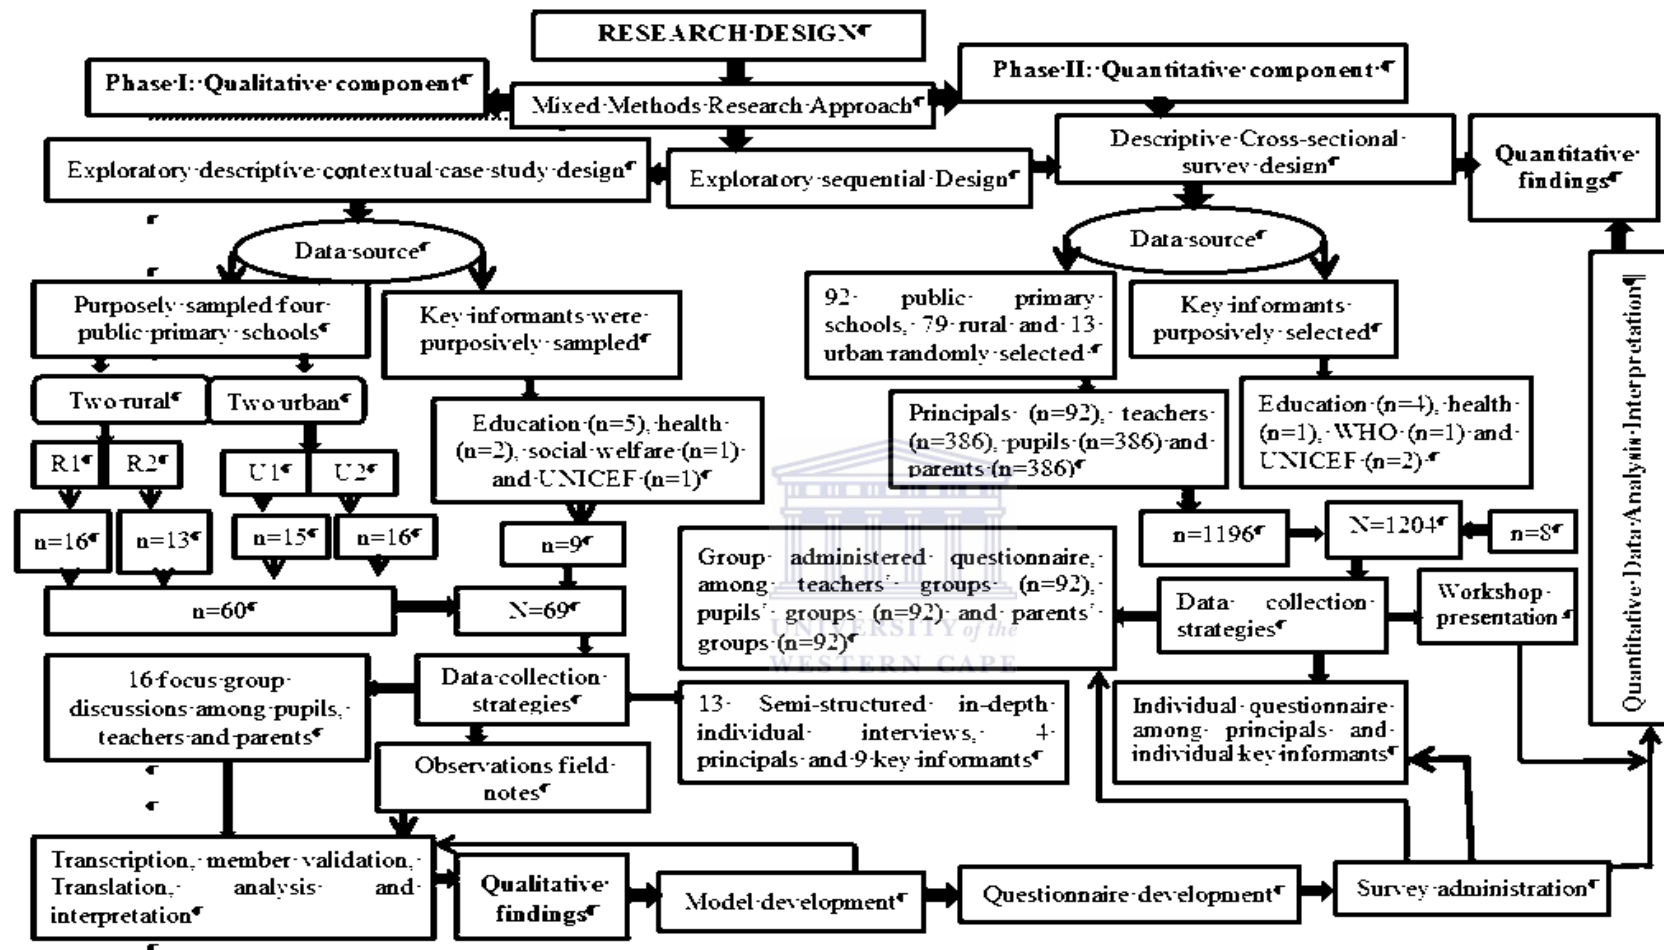 RESEARCH·DESIGN¶
Phase·I:·Qualitative·component¶
Mixed·Methods·Research·Approach¶
Phase·II:·Quantitative·component·¶
Exploratory·descriptive·contextual·case·study·design¶
Exploratory·sequential·Design¶
Descriptive·Cross-sectional·
survey·design¶
Quantitative·
findings¶
Data·source¶
Purposely·sampled·four·
public·primary·schools¶
Key·informants·were·
purposively·sampled¶
Two·rural¶
Two·urban¶
R1¶
R2¶
U1¶
U2¶
Education·(n=5),·health·
(n=2),·social·welfare·(n=1)·
and·UNICEF·(n=1)¶
n=16¶
n=13¶
n=15¶
n=16¶
n=9¶
n=60¶
N=69¶
16·focus·group·
discussions·among·pupils,·
teachers·and·parents¶
Data·collection·
strategies¶
Observations·field·
notes¶
13·Semi-structured·in-depth·
individual·interviews,·4·
principals·and·9·key·informants¶
Data·source¶
92·public·primary·
schools,·79·rural·and·13·
urban·randomly·selected·¶
Key·informants·
purposively·selected¶
Principals·(n=92),·teachers·
(n=386),·pupils·(n=386)·and·
parents·(n=386)¶
Education·(n=4),·health·
(n=1),·WHO·(n=1)·and·
UNICEF·(n=2)·¶
n=1196¶
N=1204¶
n=8¶
Group·administered·questionnaire,·
among·teachers'·groups·(n=92),·
pupils'·groups·(n=92)·and·parents'·
groups·(n=92)¶
Data·collection·
strategies¶
Workshop·
presentation·¶
Individual·questionnaire·
among·principals·and·
individual·key·informants¶
Quantitative·Data·Analysis·Interpretation¶
UNIVERSITY of the
WESTERN CAPE
Transcription,·member·validation,·
Translation,·analysis·and·
interpretation¶
Qualitative·
findings¶
Model·development¶
Questionnaire·development¶
Survey·administration¶